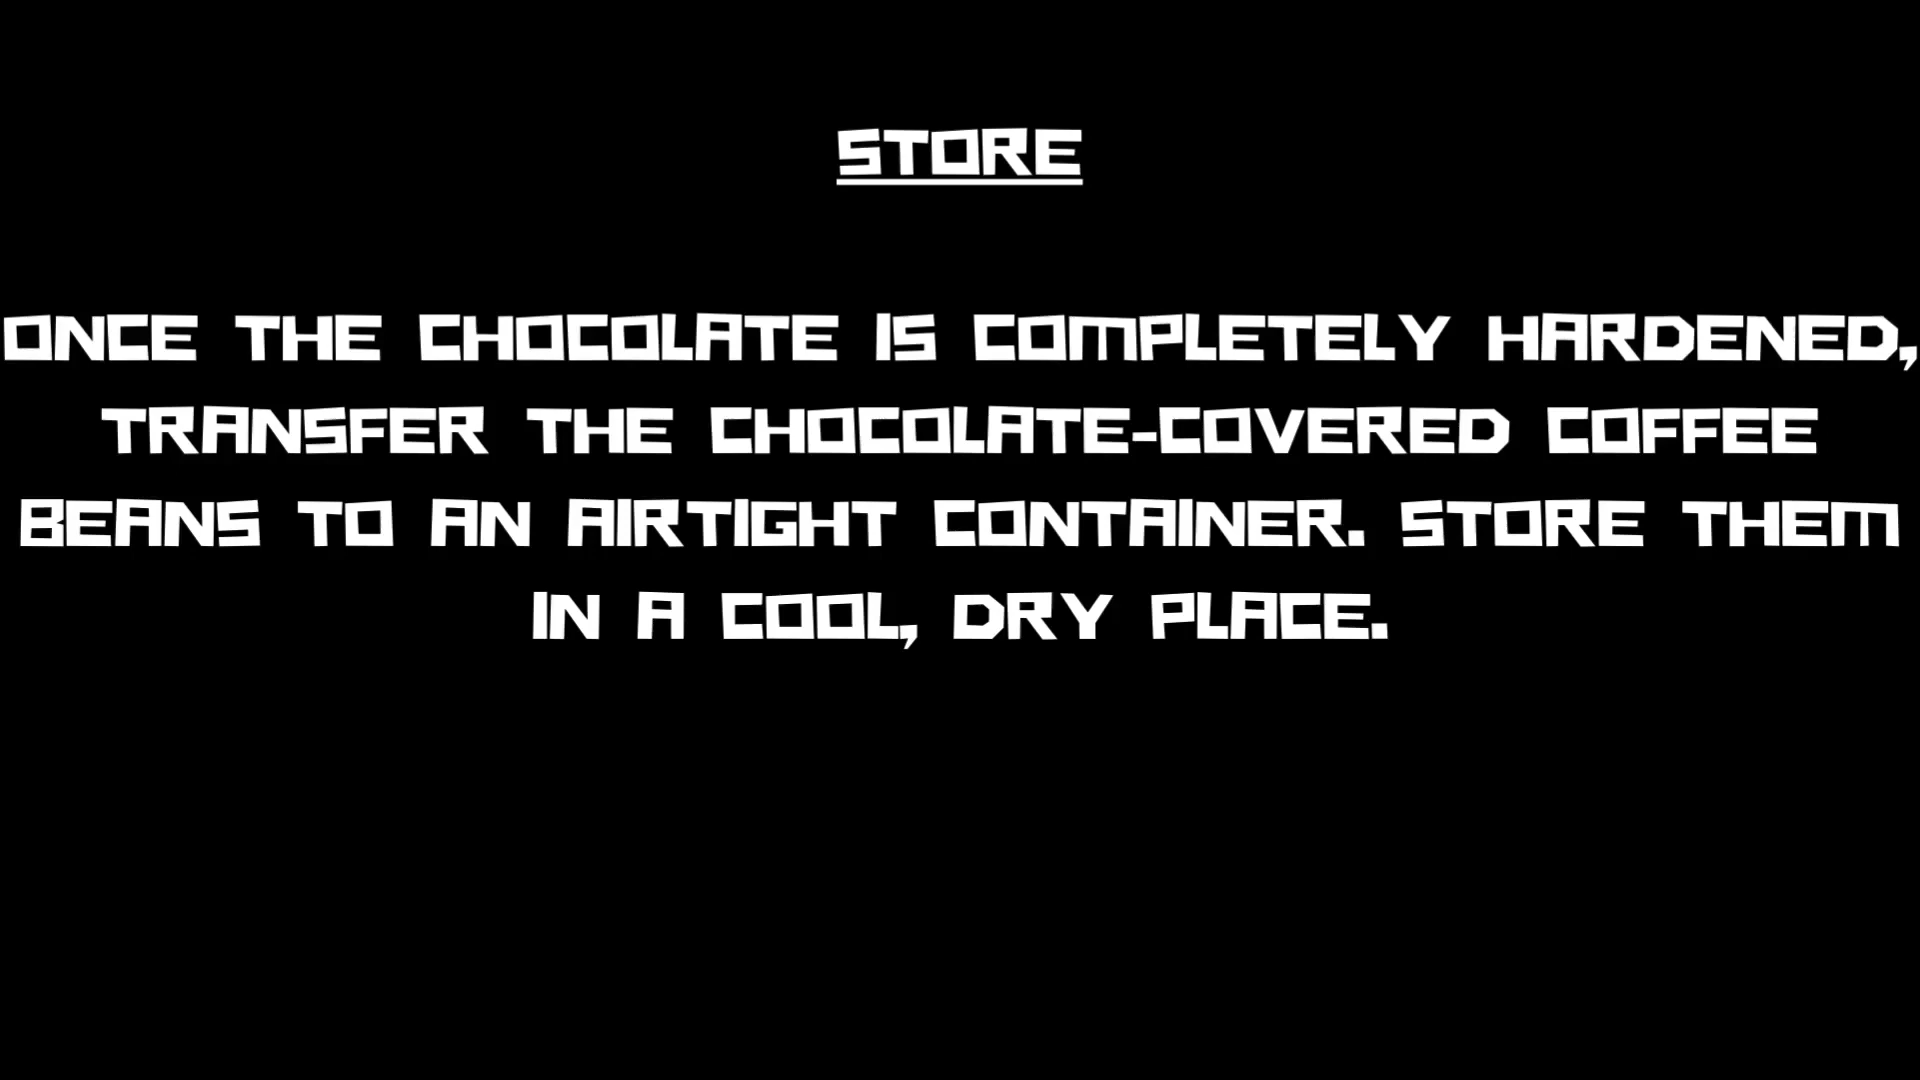 STORE
ONCE THE CHOCOLATE IS COMPLETELY HARDENED,
TRANSFER THE CHOCOLATE-COVERED COFFEE
BEANS TO AN AIRTIGHT CONTAINER. STORE THEM
IN A COOL, DRY PLACE.